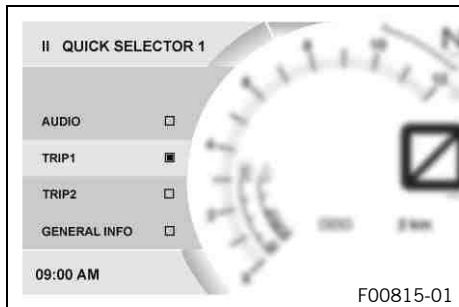 II QUICK SELECTOR 1
AUDIO
TRIP1
TRIP2
GENERAL INFO
09:00 AM
F00815-01